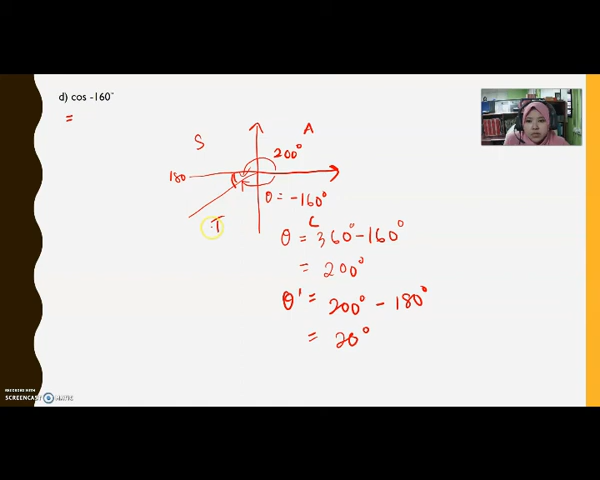 d) cos -160°
=
S
A
200°
180
θ = -160°
T
C
θ = 360° - 160°
= 200°
θ' = 200° - 180°
= 20°
RECORDED WITH
SCREENCAST MATIC